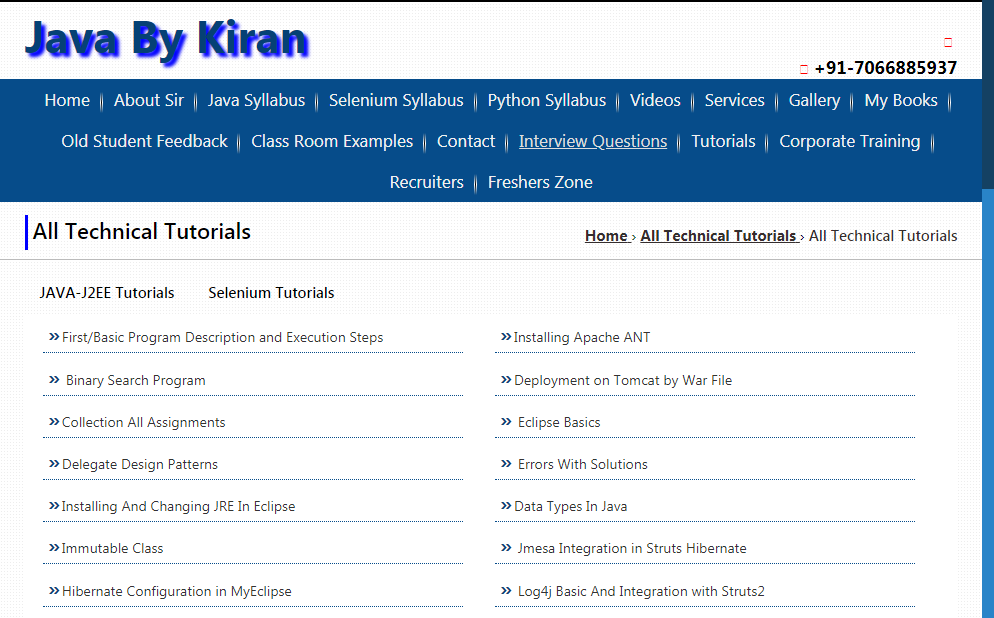 Java By Kiran
+91-7066885937
Home About Sir Java Syllabus Selenium Syllabus Python Syllabus Videos Services Gallery My Books
Old Student Feedback Class Room Examples Contact Interview Questions Tutorials Corporate Training
Recruiters Freshers Zone
All Technical Tutorials
Home › All Technical Tutorials › All Technical Tutorials
JAVA-J2EE Tutorials Selenium Tutorials
»First/Basic Program Description and Execution Steps
»Installing Apache ANT
» Binary Search Program
»Deployment on Tomcat by War File
»Collection All Assignments
» Eclipse Basics
»Delegate Design Patterns
» Errors With Solutions
»Installing And Changing JRE In Eclipse
»Data Types In Java
»Immutable Class
» Jmesa Integration in Struts Hibernate
»Hibernate Configuration in MyEclipse
» Log4j Basic And Integration with Struts2